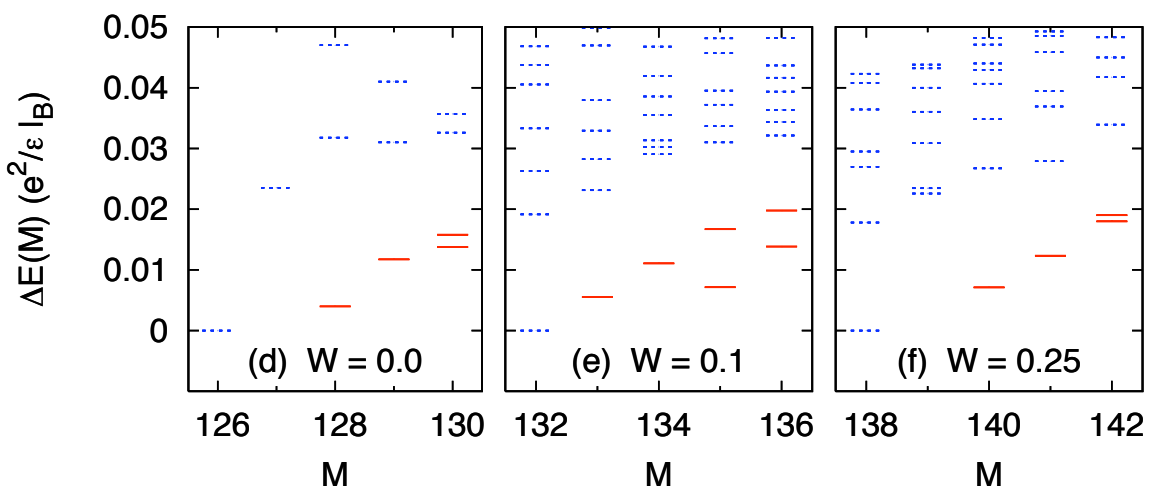 ΔE(M) (e²/ε l_B)
0.05
0.04
0.03
0.02
0.01
0
(d) W = 0.0
(e) W = 0.1
(f) W = 0.25
126 128 130
132 134 136
138 140 142
M
M
M